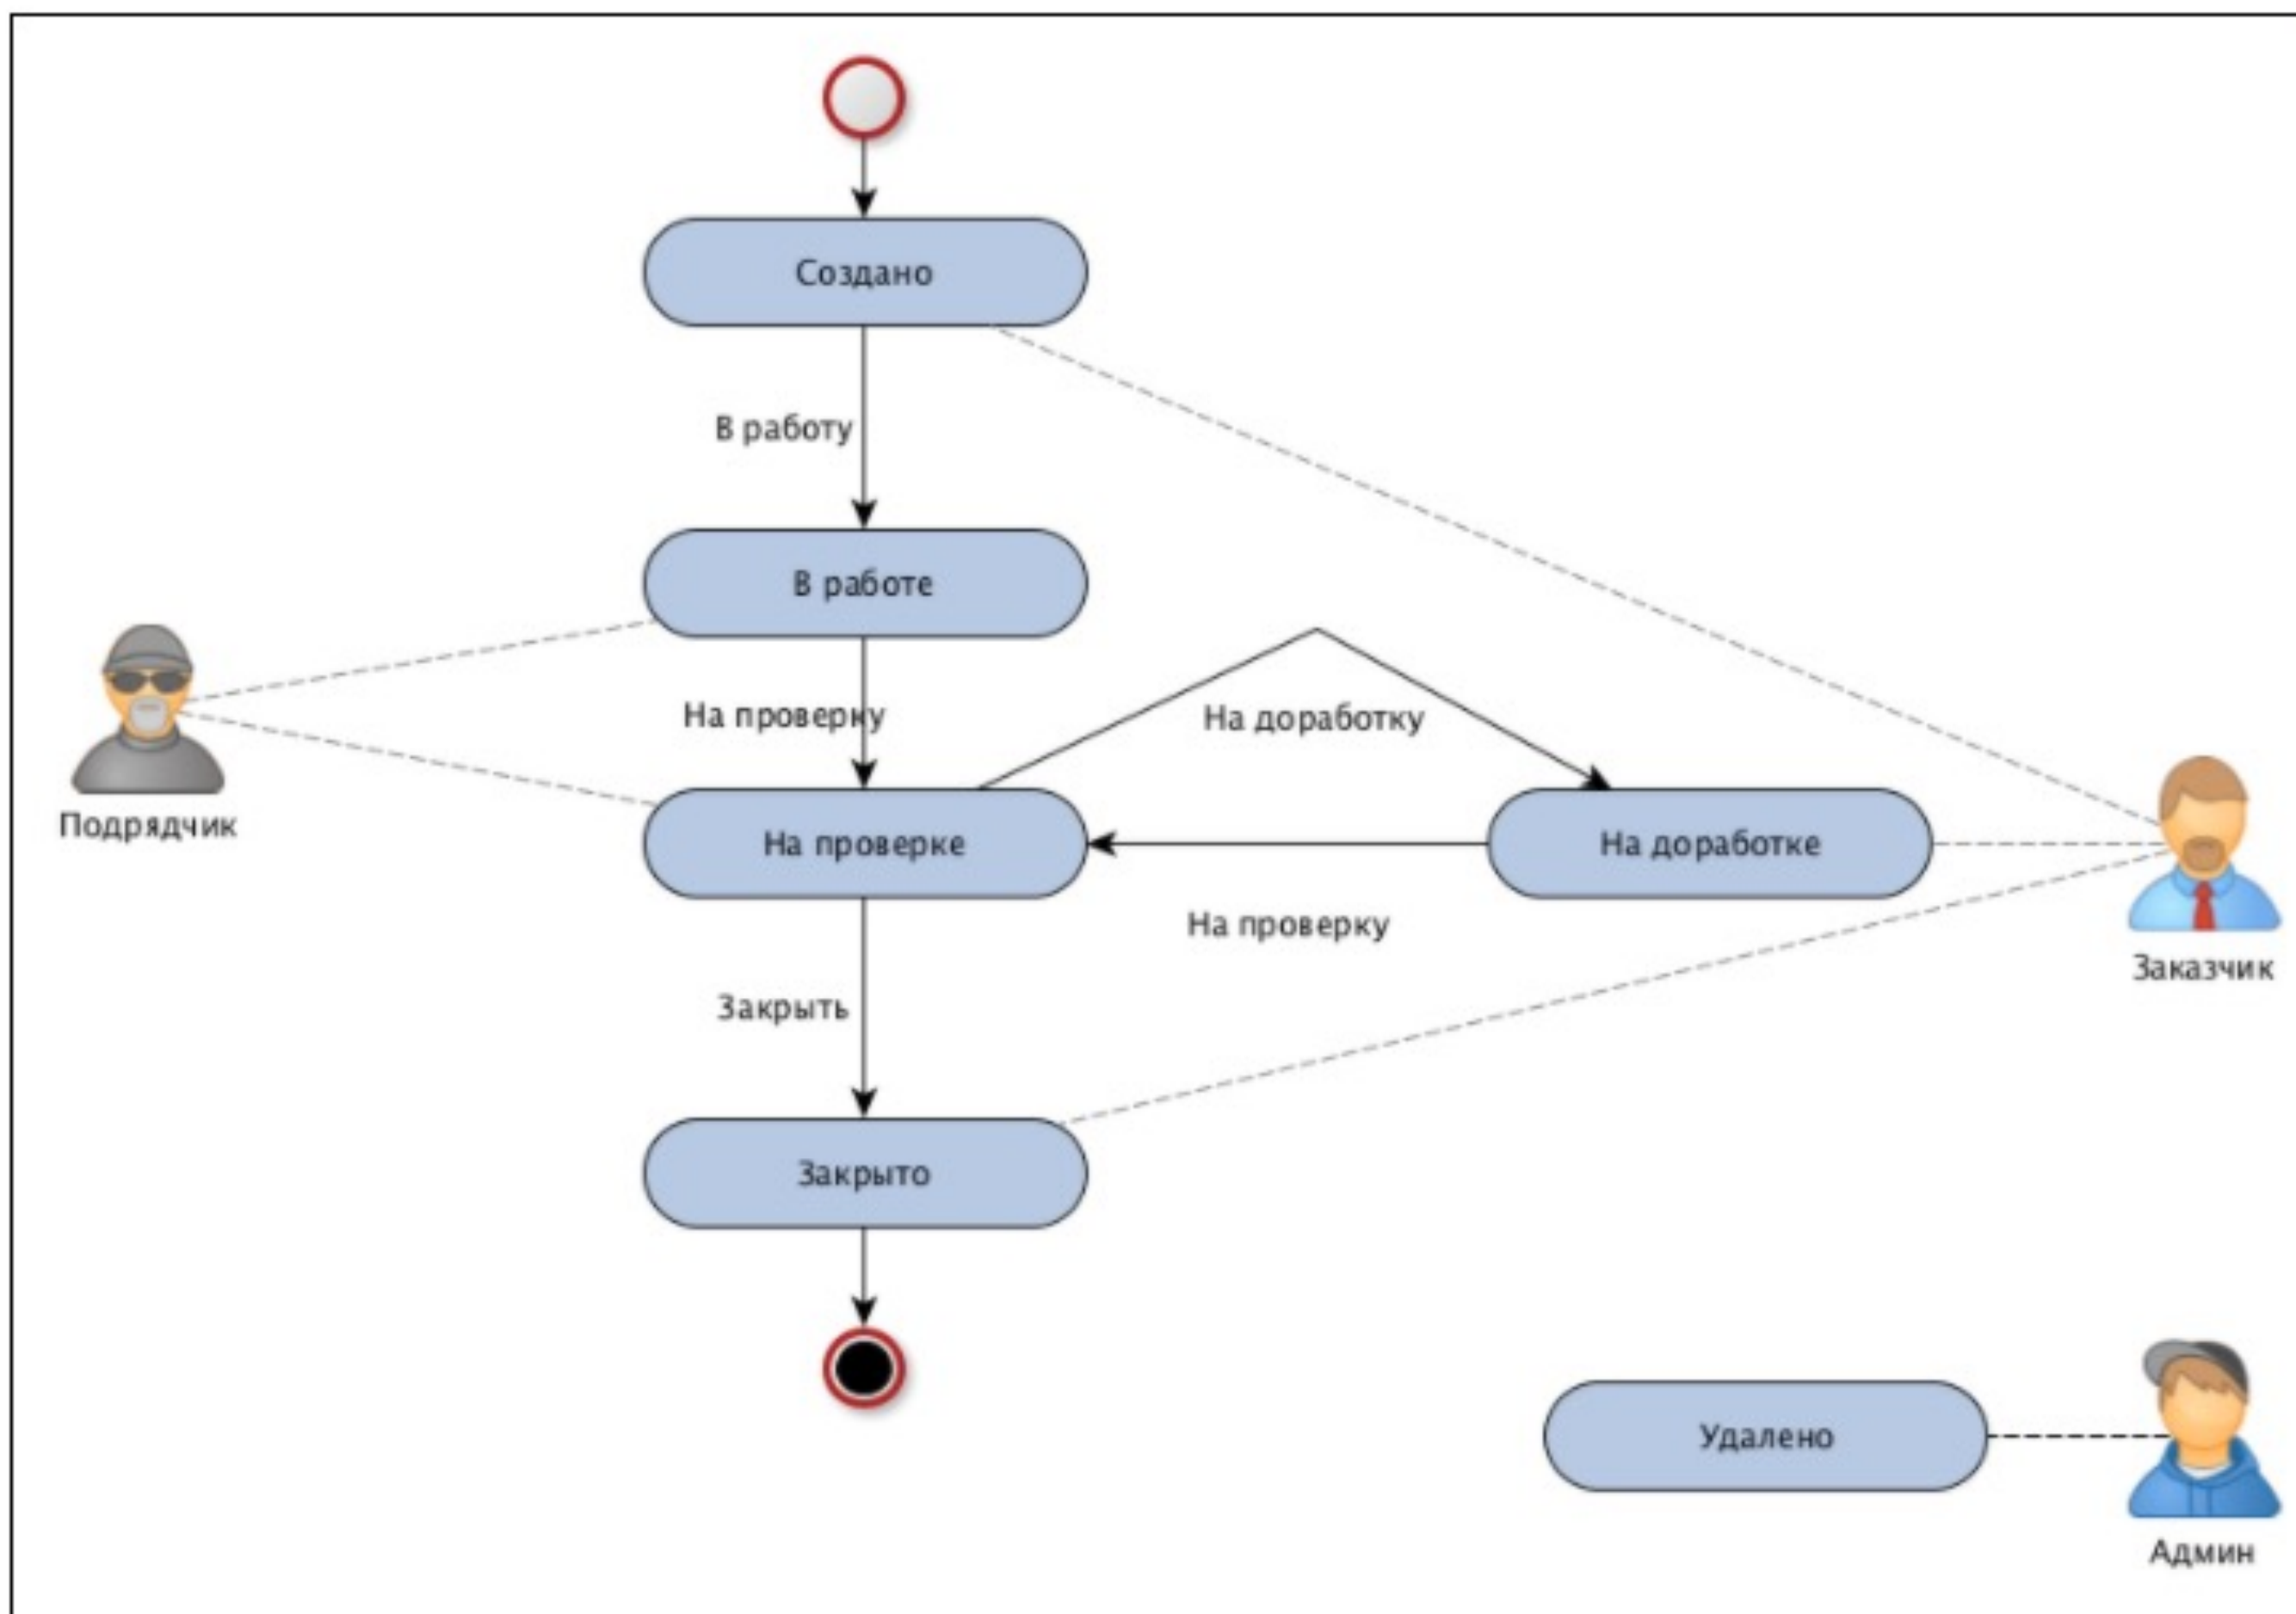 Создано
В работу
В работе
На проверку
На доработку
Подрядчик
На проверке
На доработке
На проверку
Заказчик
Закрыть
Закрыто
Удалено
Админ